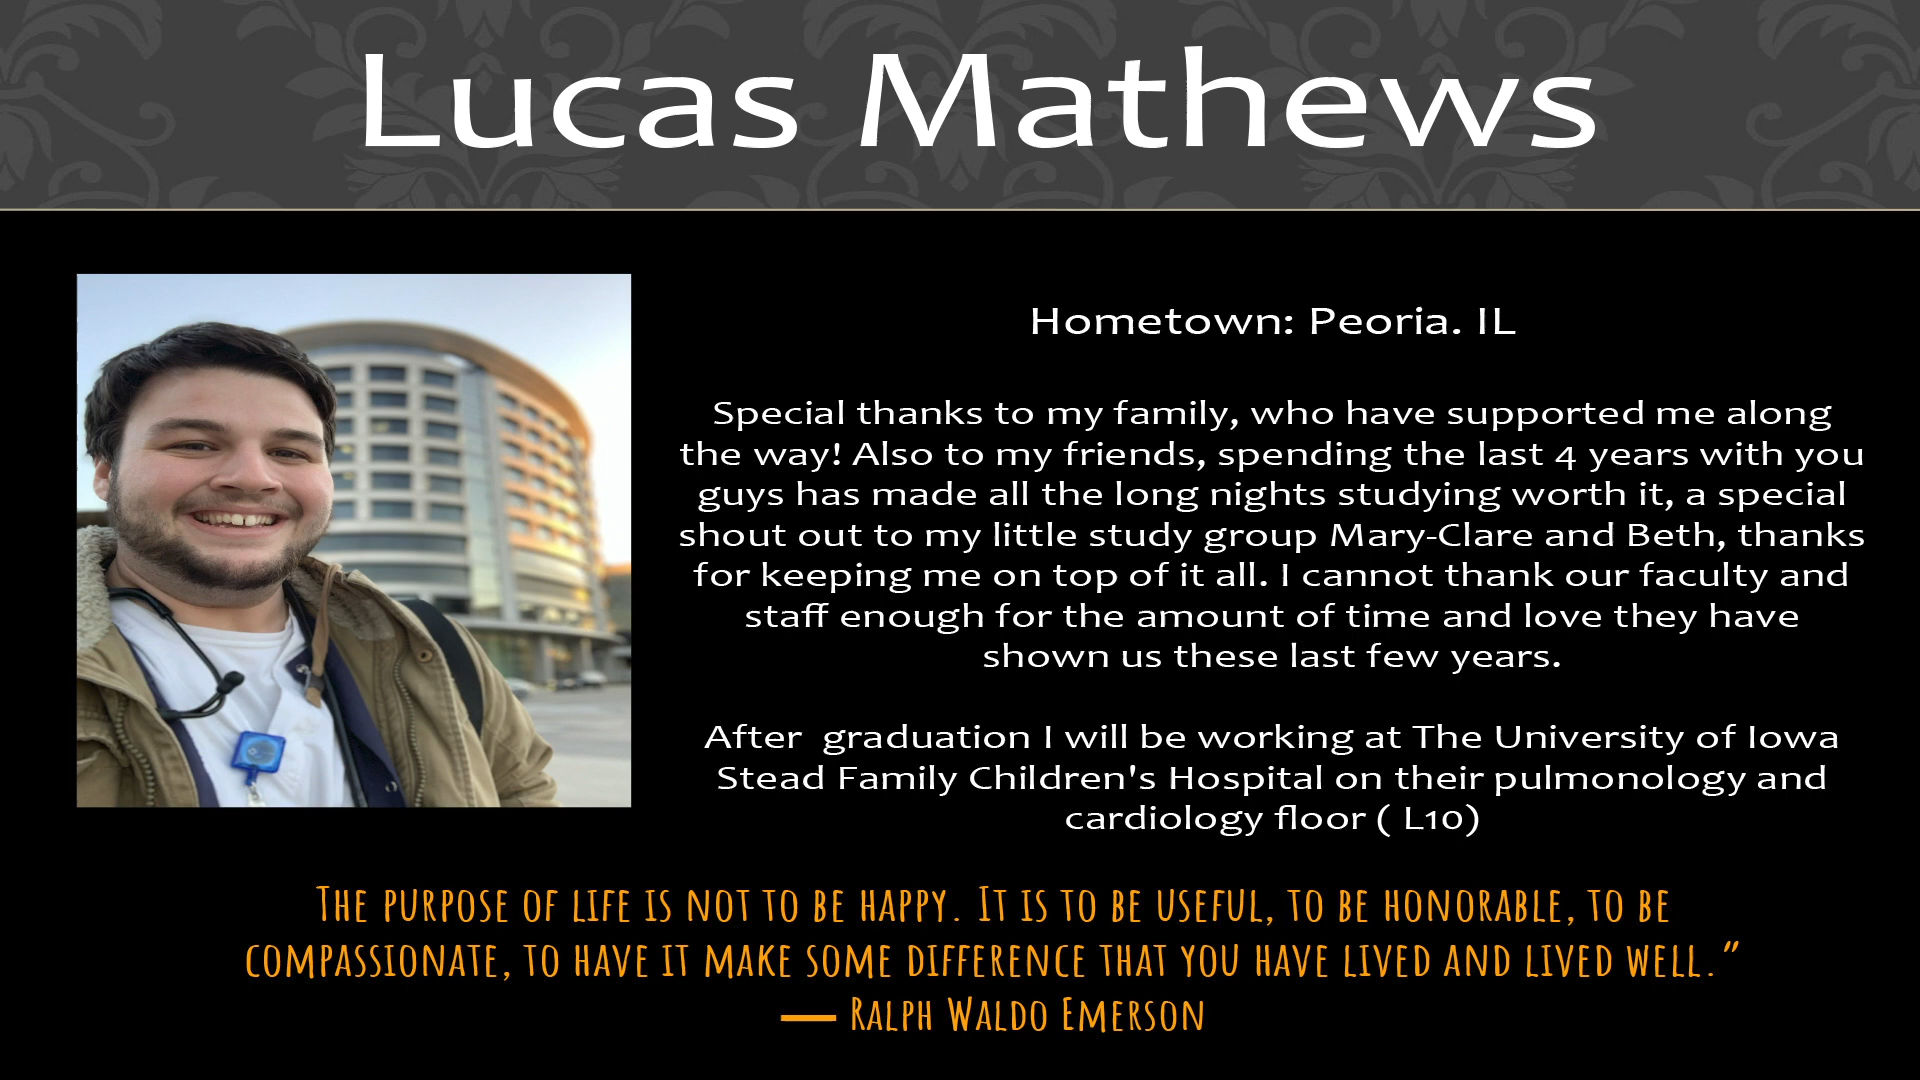 Lucas Mathews
Hometown: Peoria. IL
Special thanks to my family, who have supported me along
the way! Also to my friends, spending the last 4 years with you
guys has made all the long nights studying worth it, a special
shout out to my little study group Mary-Clare and Beth, thanks
for keeping me on top of it all. I cannot thank our faculty and
staff enough for the amount of time and love they have
shown us these last few years.
After  graduation I will be working at The University of Iowa
Stead Family Children's Hospital on their pulmonology and
cardiology floor ( L10)
The purpose of life is not to be happy. It is to be useful, to be honorable, to be
compassionate, to have it make some difference that you have lived and lived well.”
― Ralph Waldo Emerson